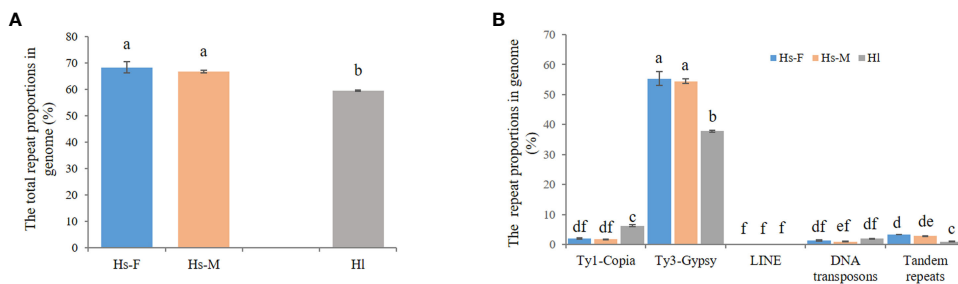 A
The total repeat proportions in
genome (%)
80
70
60
50
40
30
20
10
0
a
a
b
Hs-F
Hs-M
Hl
B
The repeat proportions in genome
(%)
70
60
50
40
30
20
10
0
Hs-F
Hs-M
Hl
df
df
c
a
a
b
f
f
f
df
ef
df
d
de
c
Ty1-Copia
Ty3-Gypsy
LINE
DNA
transposons
Tandem
repeats